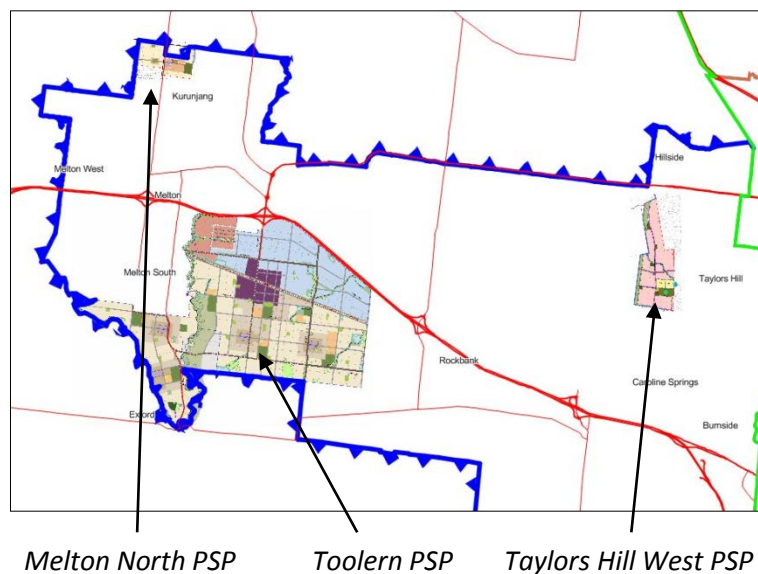 Kurunjang
Hillside
Melton West
Melton
Melton South
Taylors Hill
Rockbank
Caroline Springs
Exford
Burnside
Melton North PSP Toolern PSP Taylors Hill West PSP